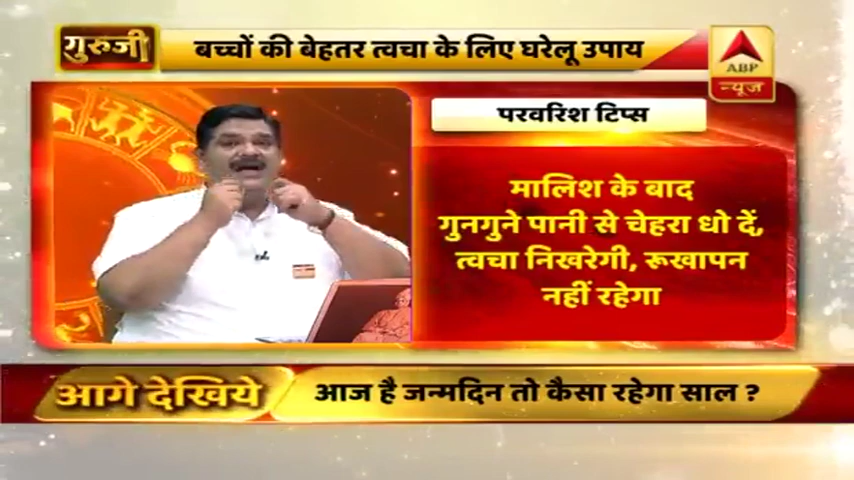 गुरुजी
बच्चों की बेहतर त्वचा के लिए घरेलू उपाय
ABP
न्यूज़
परवरिश टिप्स
मालिश के बाद
गुनगुने पानी से चेहरा धो दें,
त्वचा निखरेगी, रूखापन
नहीं रहेगा
आगे देखिये
आज है जन्मदिन तो कैसा रहेगा साल ?